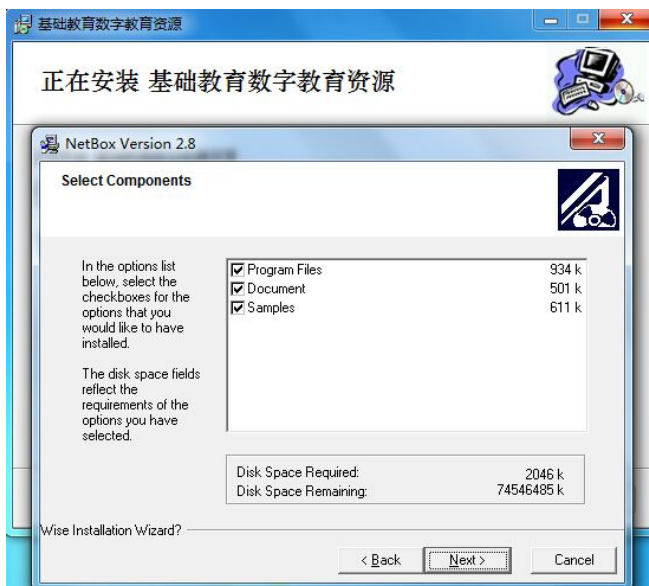 基础教育数字教育资源
正在安装 基础教育数字教育资源
NetBox Version 2.8
Select Components
In the options list
below, select the
checkboxes for the
options that you
would like to have
installed.
The disk space fields
reflect the
requirements of the
options you have
selected.
Program Files 934 k
Document 501 k
Samples 611 k
Disk Space Required: 2046 k
Disk Space Remaining: 74546485 k
Wise Installation Wizard?
< Back Next > Cancel